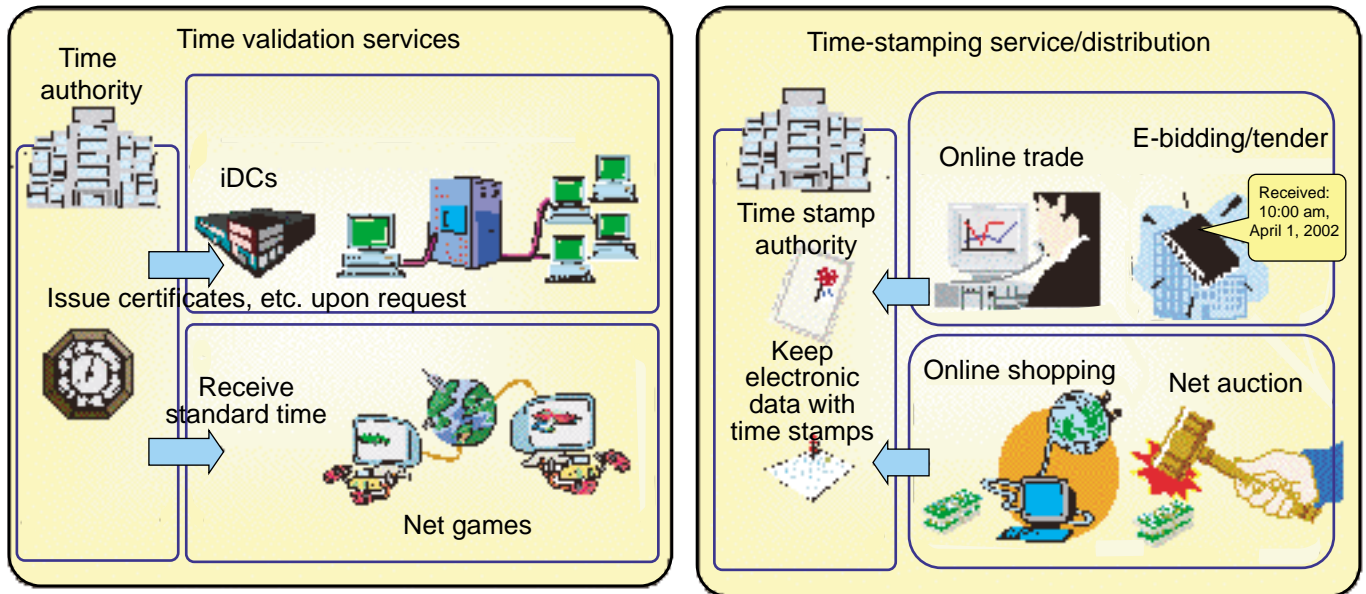 Time validation services
Time
authority
iDCs
Issue certificates, etc. upon request
Receive
standard time
Net games
Time-stamping service/distribution
Online trade
E-bidding/tender
Received:
10:00 am,
April 1, 2002
Time stamp
authority
Keep
electronic
data with
time stamps
Online shopping
Net auction